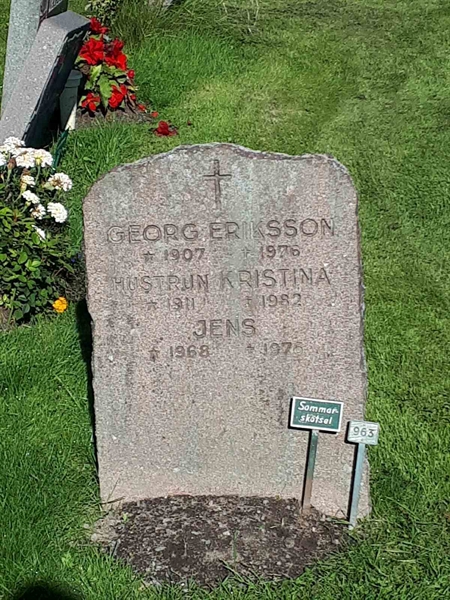 GEORG ERIKSSON
* 1907 † 1976
HUSTRUN KRISTINA
* 1911 † 1982
JENS
* 1968 † 1975
Sommar-
skötsel
963